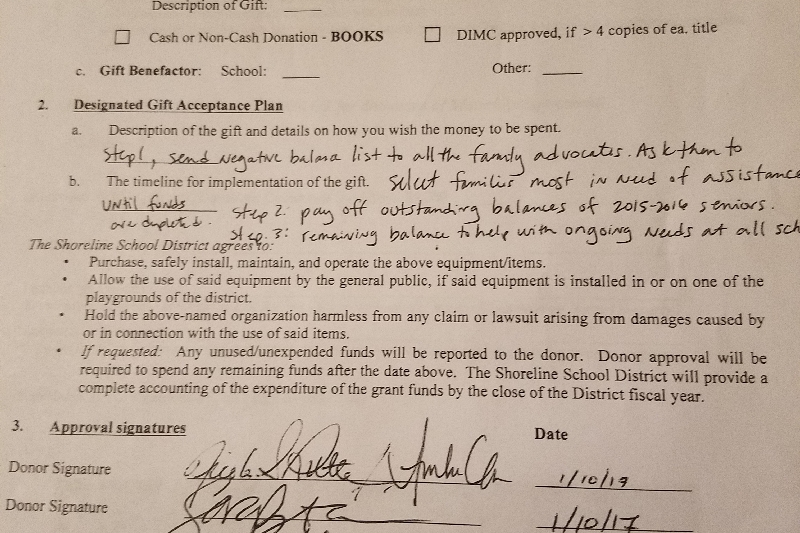 Description of Gift: ____
☐ Cash or Non-Cash Donation - BOOKS ☐ DIMC approved, if > 4 copies of ea. title
c. Gift Benefactor: School: ____ Other: ____
2. Designated Gift Acceptance Plan
a. Description of the gift and details on how you wish the money to be spent.
Step 1, send negative balance list to all the family advocates. Ask them to
b. The timeline for implementation of the gift. select families most in need of assistance
until funds Step 2: pay off outstanding balances of 2015-2016 seniors.
are depleted. Step. 3: remaining balance to help with ongoing needs at all sch
The Shoreline School District agrees to:
• Purchase, safely install, maintain, and operate the above equipment/items.
• Allow the use of said equipment by the general public, if said equipment is installed in or on one of the
playgrounds of the district.
• Hold the above-named organization harmless from any claim or lawsuit arising from damages caused by
or in connection with the use of said items.
• If requested: Any unused/unexpended funds will be reported to the donor. Donor approval will be
required to spend any remaining funds after the date above. The Shoreline School District will provide a
complete accounting of the expenditure of the grant funds by the close of the District fiscal year.
3. Approval signatures
Date
Donor Signature 1/10/19
Donor Signature 1/10/17